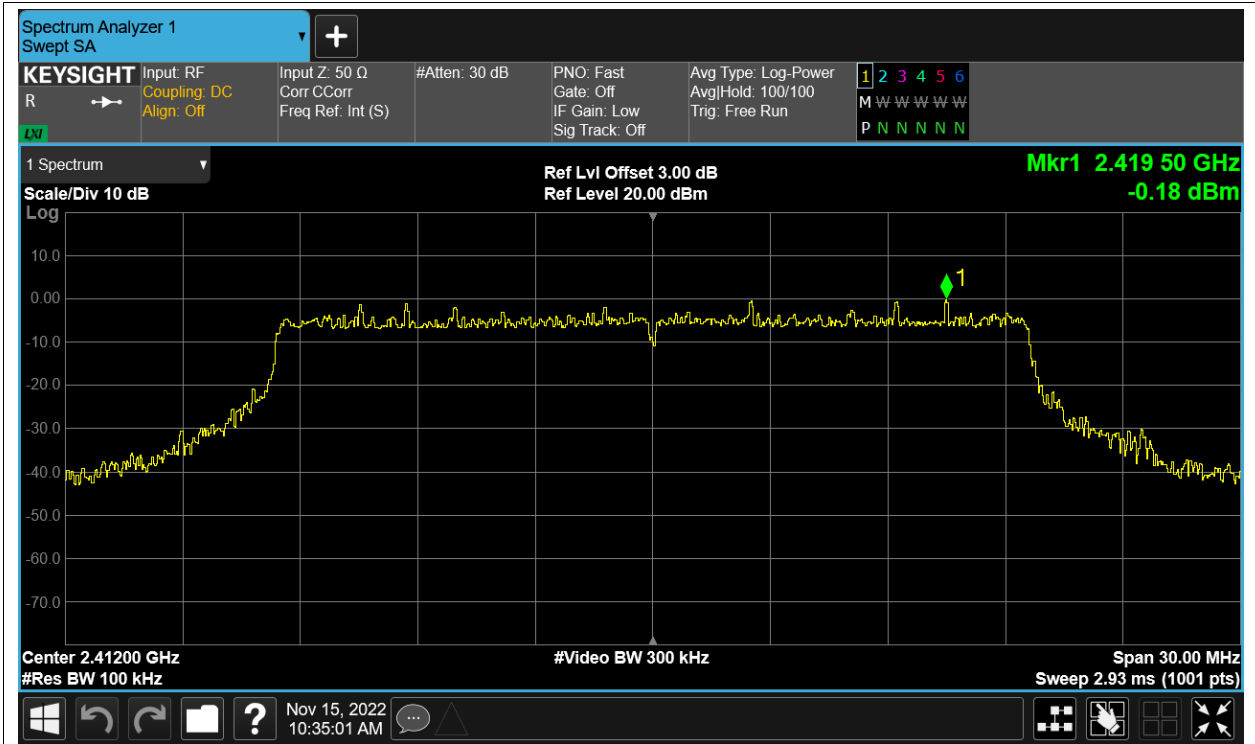 Spectrum Analyzer 1
Swept SA
KEYSIGHT
R
LXI
Input: RF
Coupling: DC
Align: Off
Input Z: 50 Ω
Corr CCorr
Freq Ref: Int (S)
#Atten: 30 dB
PNO: Fast
Gate: Off
IF Gain: Low
Sig Track: Off
Avg Type: Log-Power
Avg|Hold: 100/100
Trig: Free Run
1 2 3 4 5 6
M W W W W W
P N N N N N
1 Spectrum
Scale/Div 10 dB
Log
Ref Lvl Offset 3.00 dB
Ref Level 20.00 dBm
Mkr1 2.419 50 GHz
-0.18 dBm
10.0
0.00
-10.0
-20.0
-30.0
-40.0
-50.0
-60.0
-70.0
1
Center 2.41200 GHz
#Res BW 100 kHz
#Video BW 300 kHz
Span 30.00 MHz
Sweep 2.93 ms (1001 pts)
?
Nov 15, 2022
10:35:01 AM